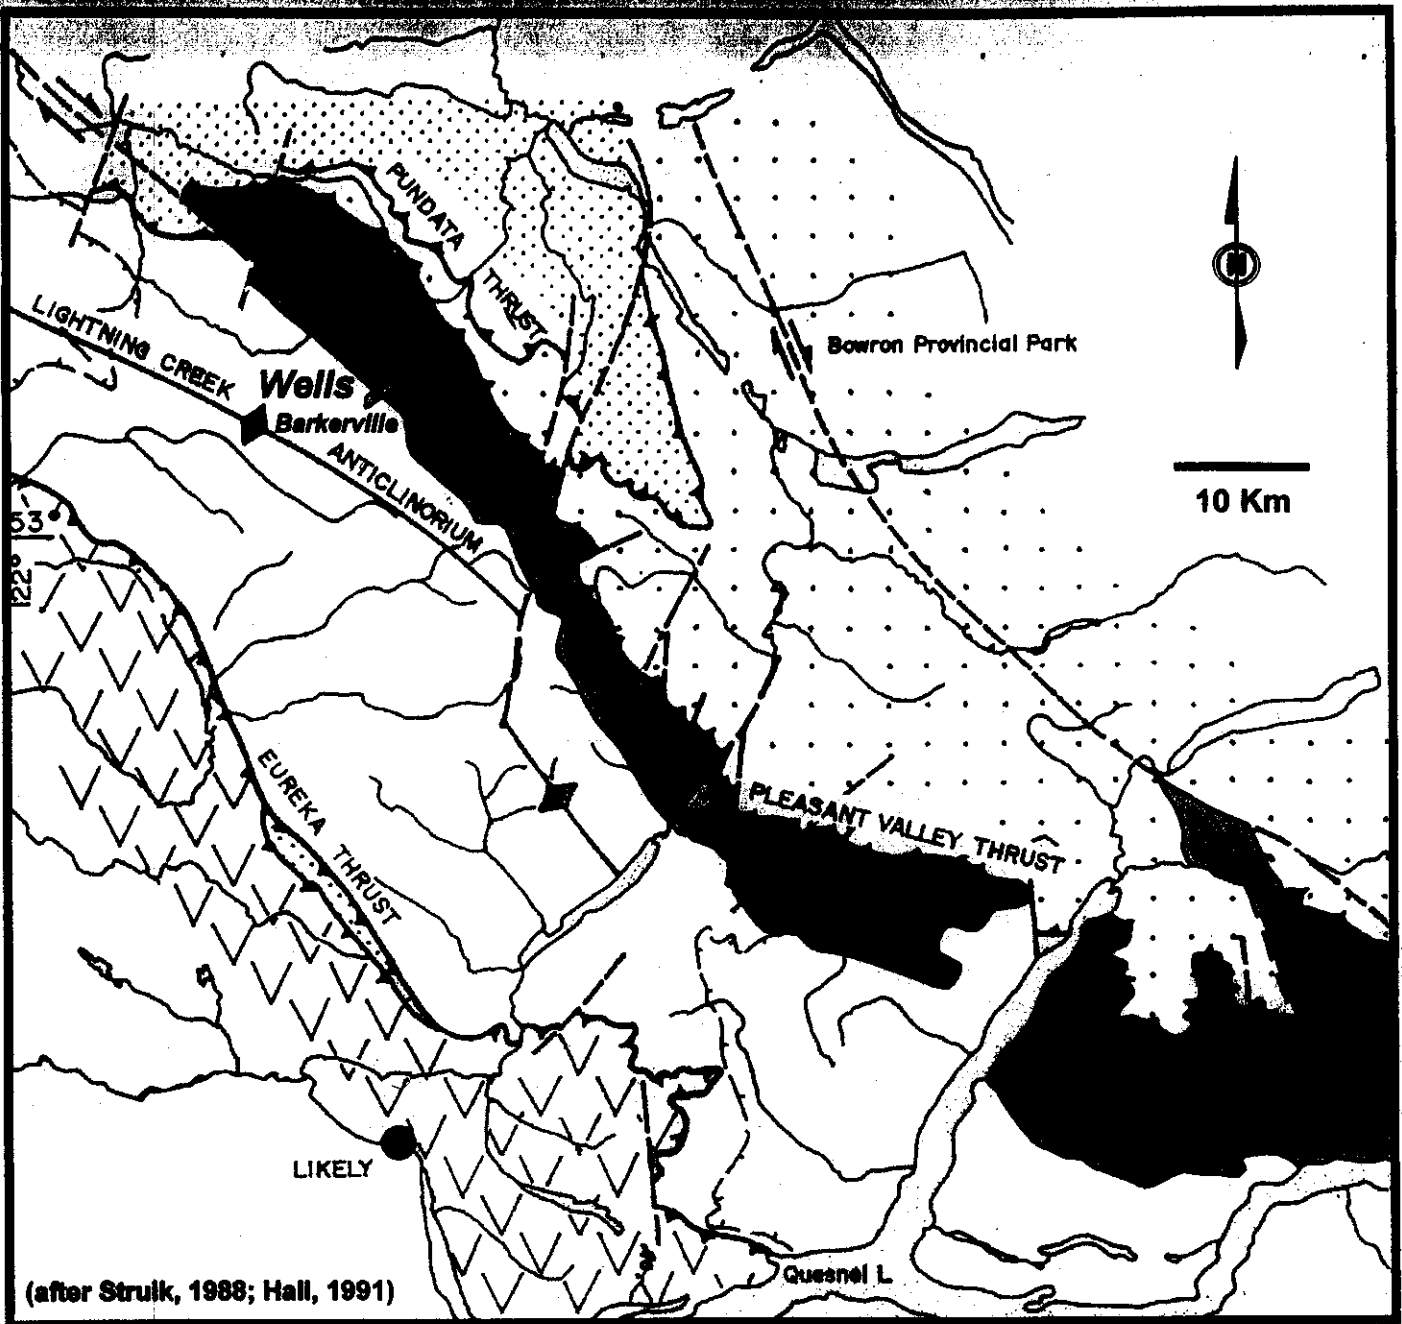 PUNDATA
THRUST
N
LIGHTNING CREEK
ANTICLINORIUM
Wells
Barkerville
Bowron Provincial Park
10 Km
53°
122°
EUREKA THRUST
PLEASANT VALLEY THRUST
LIKELY
Quesnel L
(after Struik, 1988; Hall, 1991)